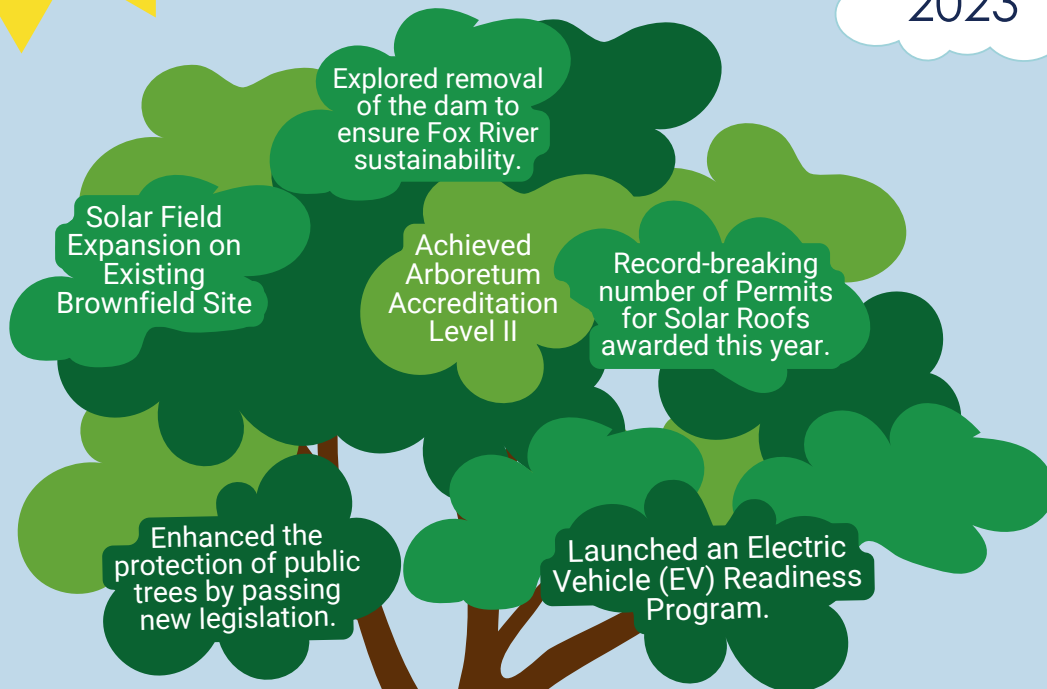 2023
Explored removal
of the dam to
ensure Fox River
sustainability.
Solar Field
Expansion on
Existing
Brownfield Site
Achieved
Arboretum
Accreditation
Level II
Record-breaking
number of Permits
for Solar Roofs
awarded this year.
Enhanced the
protection of public
trees by passing
new legislation.
Launched an Electric
Vehicle (EV) Readiness
Program.